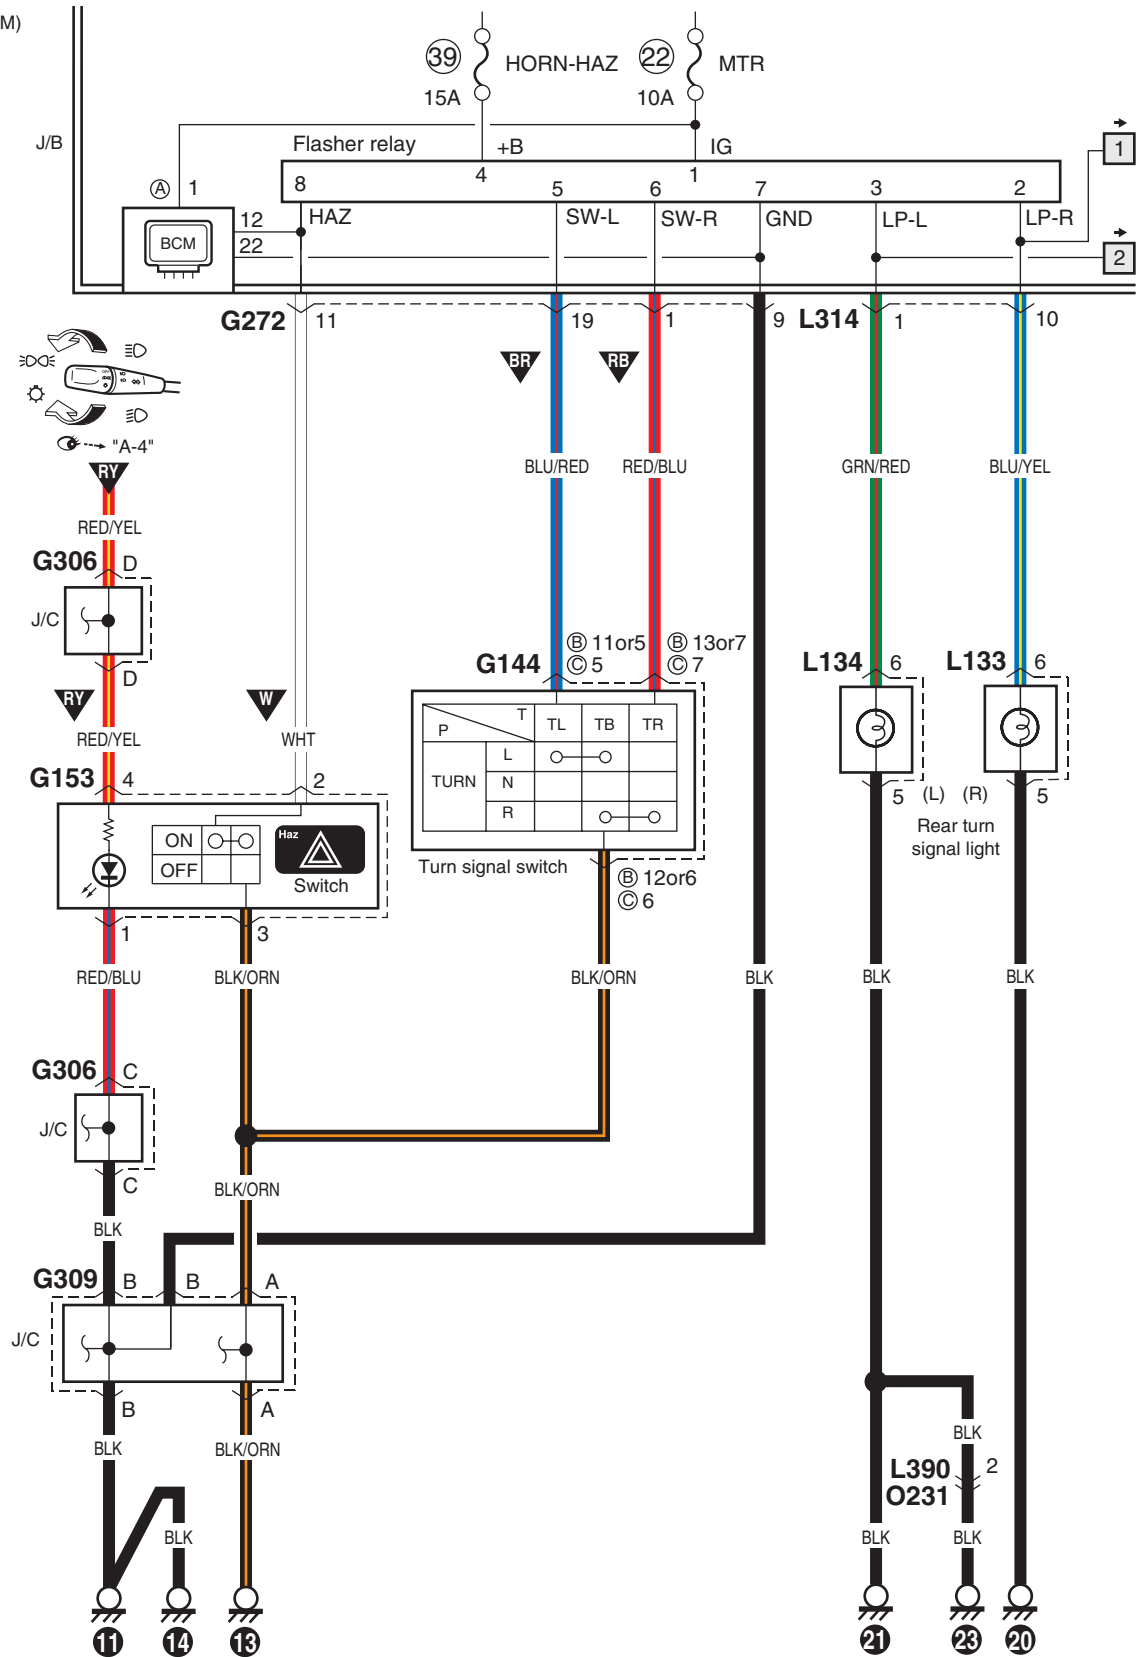 M)
39 HORN-HAZ 22 MTR
15A 10A
J/B
Flasher relay +B IG
1
A 1 8 4 5 6 1 7 3 2
12 HAZ SW-L SW-R GND LP-L LP-R
BCM
22
2
G272 11 19 1 9 L314 1 10
BR RB
"A-4"
RY
BLU/RED RED/BLU GRN/RED BLU/YEL
RED/YEL
G306 D
J/C
D
B 11or5 B 13or7
G144 C 5 C 7 L134 6 L133 6
RY W
T
P TL TB TR
RED/YEL WHT
L
TURN N
R
G153 4 2
5 (L) (R) 5
Rear turn
signal light
ON Haz
OFF Switch
Turn signal switch
B 12or6
C 6
1 3
RED/BLU BLK/ORN BLK/ORN BLK BLK BLK
G306 C
J/C
C
BLK/ORN
BLK
G309 B B A
J/C
B A
BLK BLK/ORN
BLK
L390 2
O231
BLK
BLK BLK
11 14 13 21 23 20